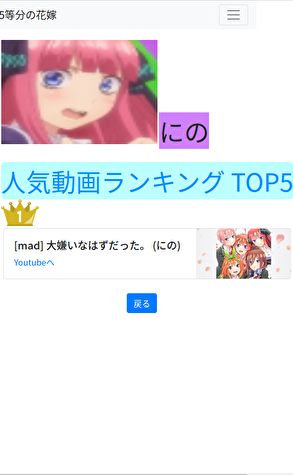 5等分の花嫁
にの
人気動画ランキング TOP5
1
[mad] 大嫌いなはずだった。 (にの)
Youtubeへ
戻る